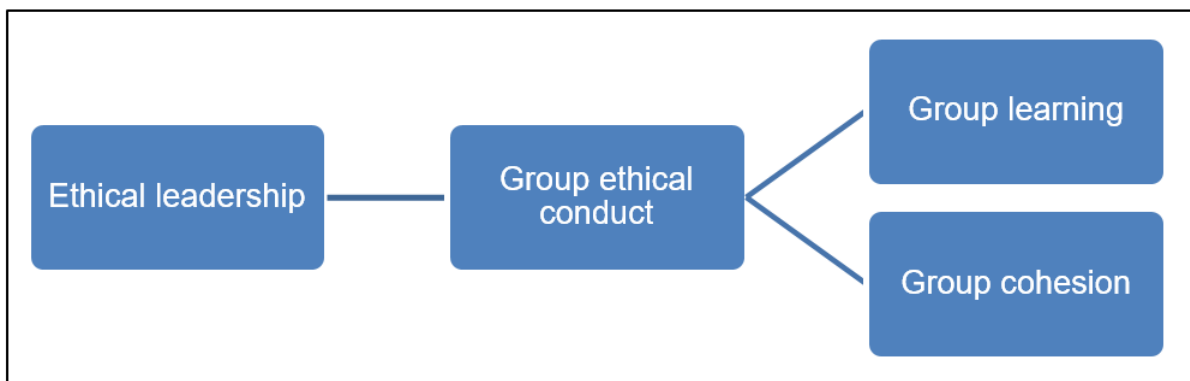 Ethical leadership
Group ethical
conduct
Group learning
Group cohesion